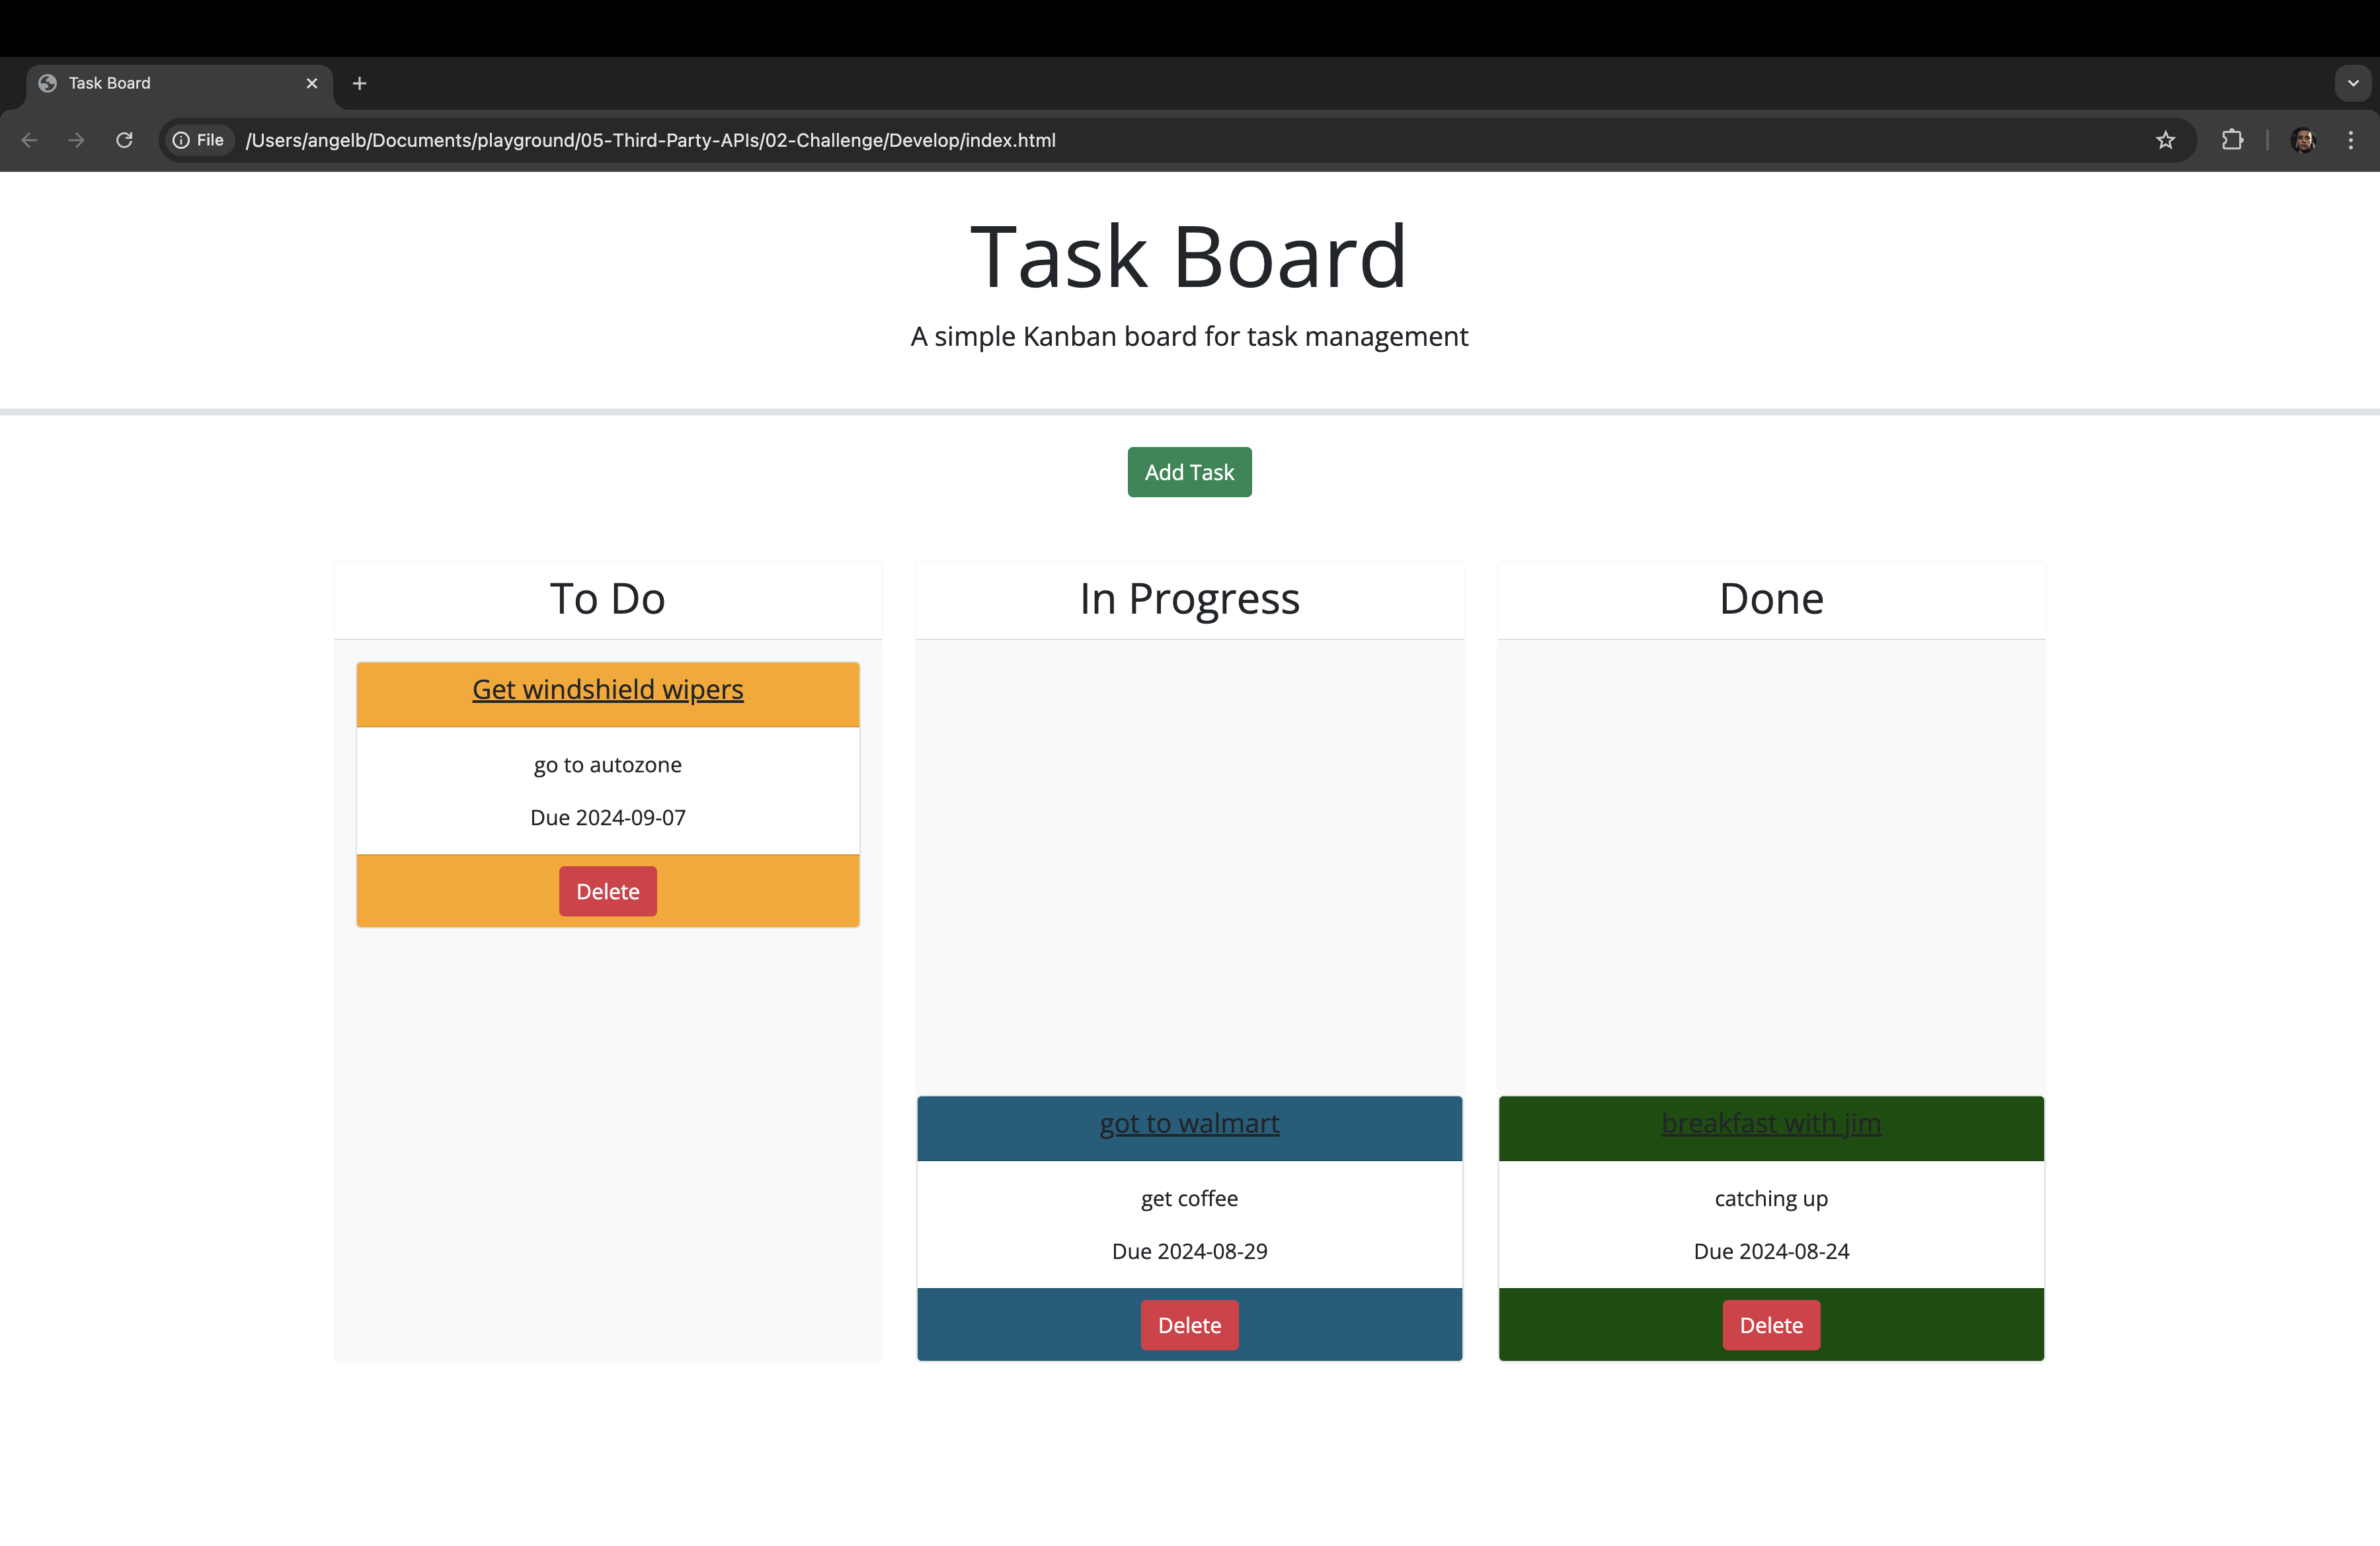 Task Board
File /Users/angelb/Documents/playground/05-Third-Party-APIs/02-Challenge/Develop/index.html
Task Board
A simple Kanban board for task management
Add Task
To Do
Get windshield wipers
go to autozone
Due 2024-09-07
Delete
In Progress
got to walmart
get coffee
Due 2024-08-29
Delete
Done
breakfast with jim
catching up
Due 2024-08-24
Delete